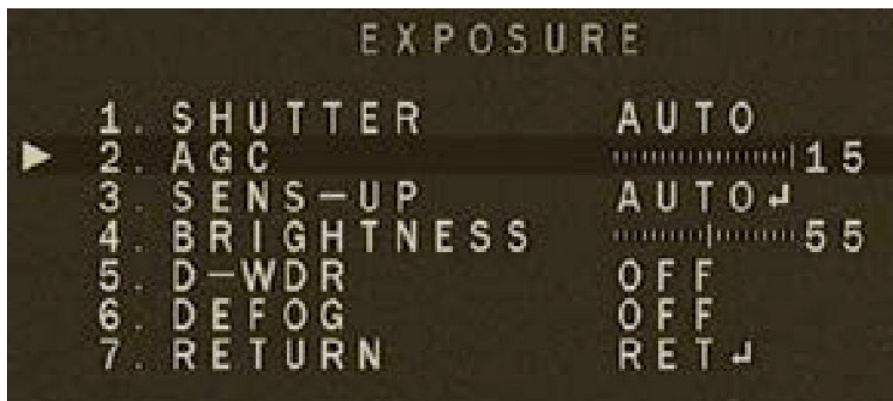 EXPOSURE
1. SHUTTER AUTO
2. AGC 15
3. SENS-UP AUTO↲
4. BRIGHTNESS 55
5. D-WDR OFF
6. DEFOG OFF
7. RETURN RET↲